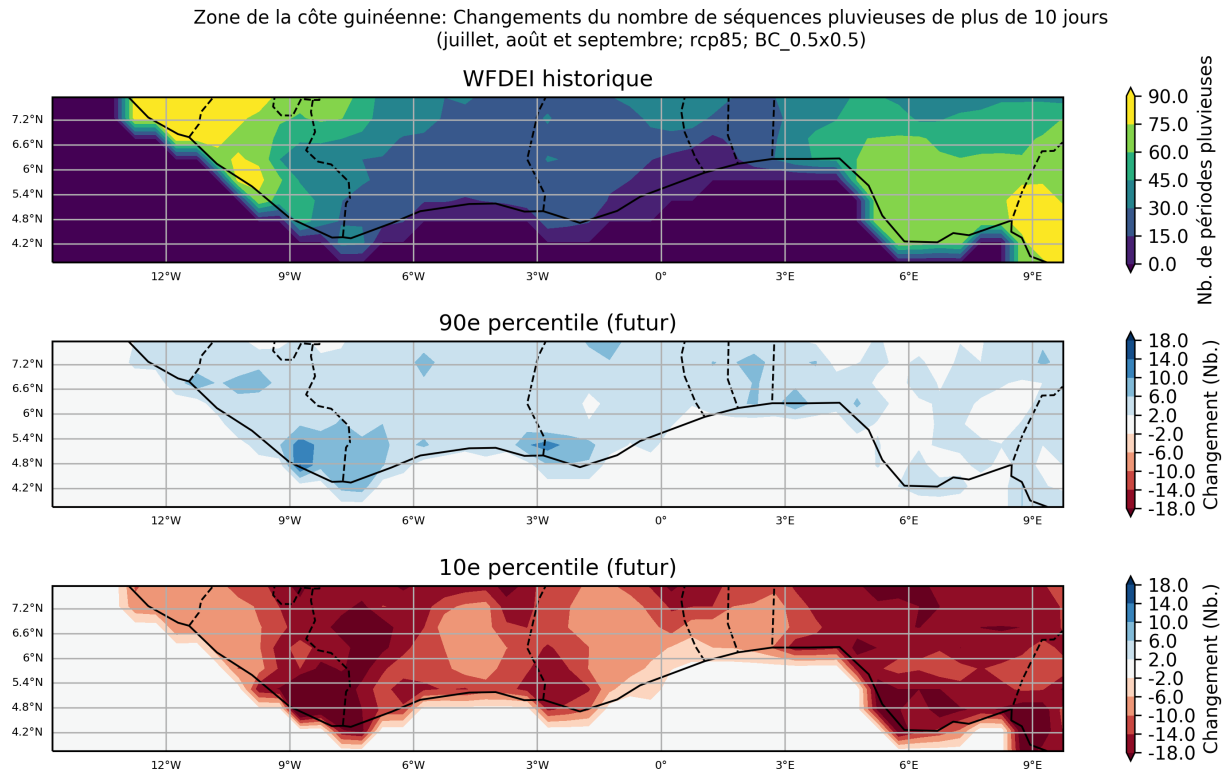 Zone de la côte guinéenne: Changements du nombre de séquences pluvieuses de plus de 10 jours
(juillet, août et septembre; rcp85; BC_0.5x0.5)
WFDEI historique
7.2°N
6.6°N
6°N
5.4°N
4.8°N
4.2°N
12°W 9°W 6°W 3°W 0° 3°E 6°E 9°E
90.0
75.0
60.0
45.0
30.0
15.0
0.0
Nb. de périodes pluvieuses
90e percentile (futur)
7.2°N
6.6°N
6°N
5.4°N
4.8°N
4.2°N
12°W 9°W 6°W 3°W 0° 3°E 6°E 9°E
18.0
14.0
10.0
6.0
2.0
-2.0
-6.0
-10.0
-14.0
-18.0
Changement (Nb.)
10e percentile (futur)
7.2°N
6.6°N
6°N
5.4°N
4.8°N
4.2°N
12°W 9°W 6°W 3°W 0° 3°E 6°E 9°E
18.0
14.0
10.0
6.0
2.0
-2.0
-6.0
-10.0
-14.0
-18.0
Changement (Nb.)